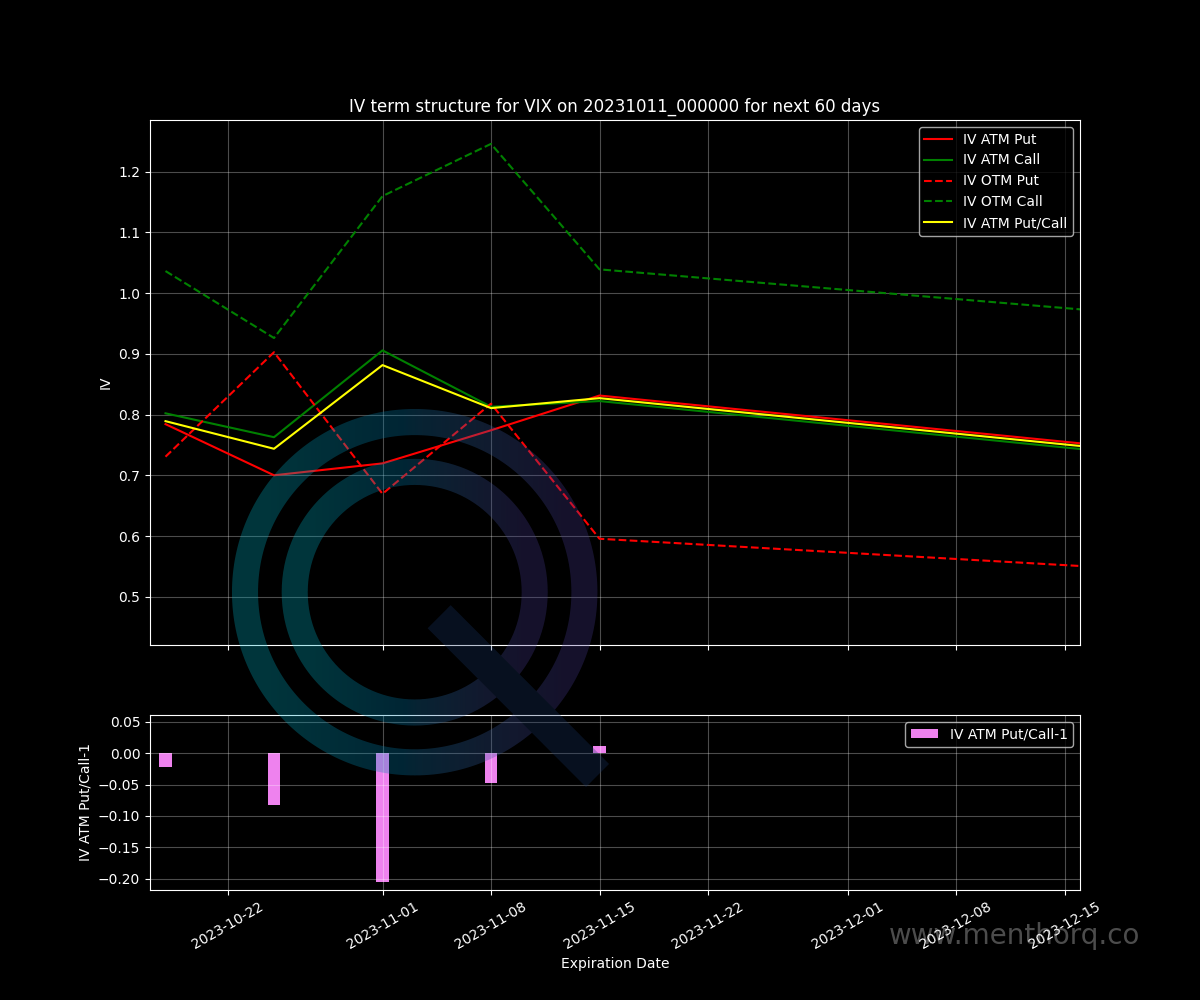 IV term structure for VIX on 20231011_000000 for next 60 days
IV ATM Put
IV ATM Call
IV OTM Put
IV OTM Call
IV ATM Put/Call
1.2
1.1
1.0
0.9
0.8
0.7
0.6
0.5
IV
IV ATM Put/Call-1
0.05
0.00
−0.05
−0.10
−0.15
−0.20
IV ATM Put/Call-1
2023-10-22
2023-11-01
2023-11-08
2023-11-15
2023-11-22
2023-12-01
2023-12-08
2023-12-15
www.menthorq.co
Expiration Date